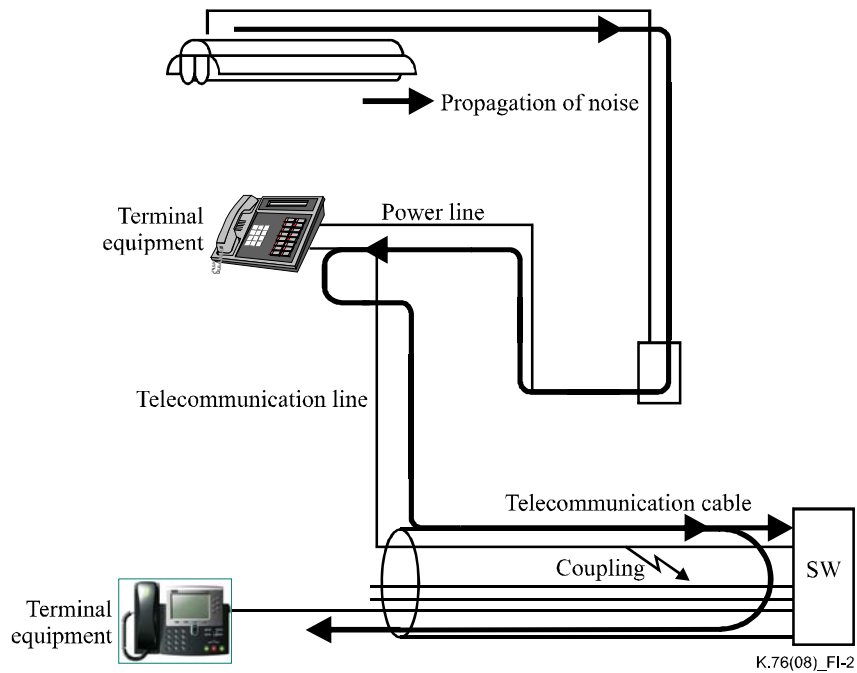 Propagation of noise
Terminal
equipment
Power line
Telecommunication line
Telecommunication cable
Coupling
SW
Terminal
equipment
K.76(08)_FI-2